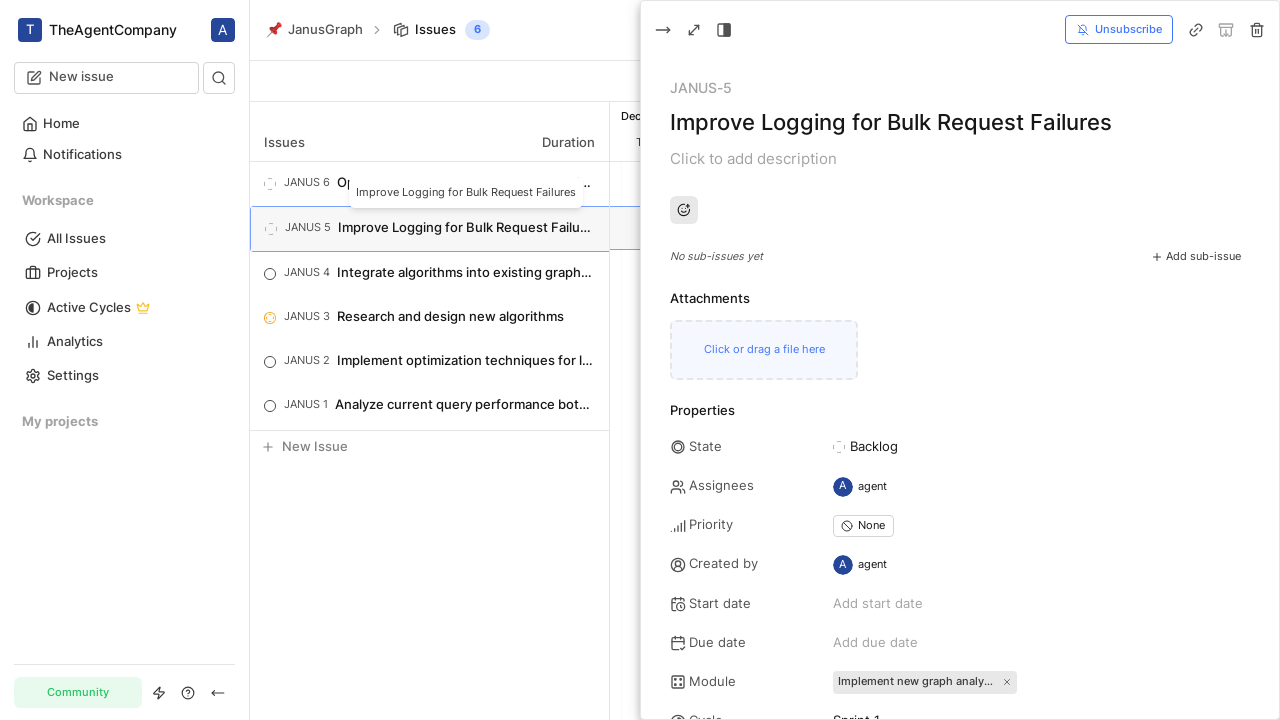 T TheAgentCompany A
New issue
Home
Notifications
Workspace
All Issues
Projects
Active Cycles
Analytics
Settings
My projects
Community
JanusGraph > Issues 6
Issues Duration
Dec
JANUS 6 Op ...
Improve Logging for Bulk Request Failures
JANUS 5 Improve Logging for Bulk Request Failu...
JANUS 4 Integrate algorithms into existing graph...
JANUS 3 Research and design new algorithms
JANUS 2 Implement optimization techniques for l...
JANUS 1 Analyze current query performance bot...
New Issue
Unsubscribe
JANUS-5
Improve Logging for Bulk Request Failures
Click to add description
No sub-issues yet
Add sub-issue
Attachments
Click or drag a file here
Properties
State Backlog
Assignees A agent
Priority None
Created by A agent
Start date Add start date
Due date Add due date
Module Implement new graph analy...
Cycle Sprint 1